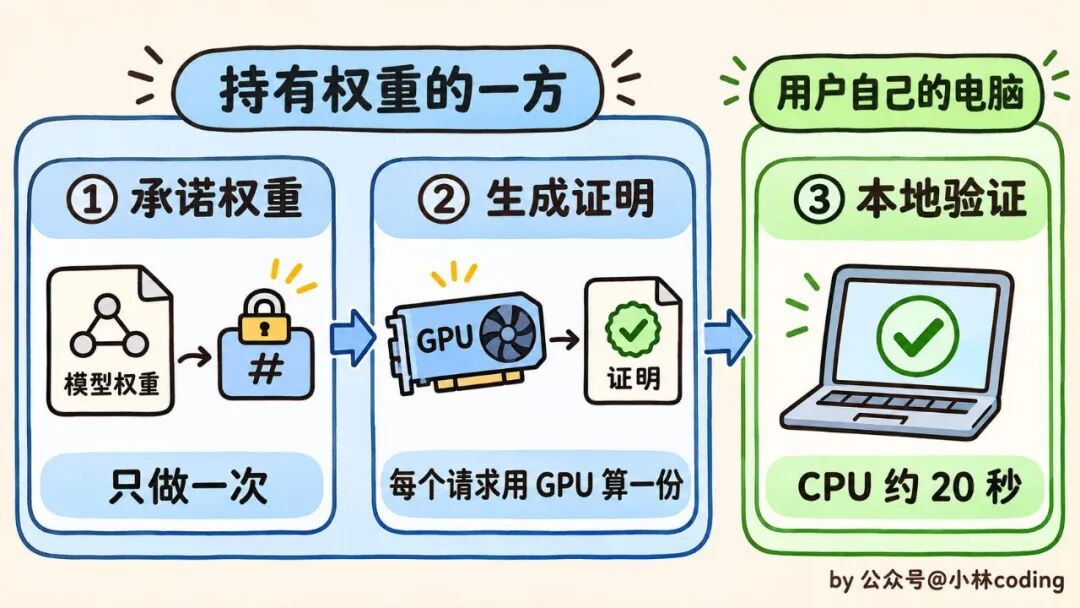 持有权重的一方
用户自己的电脑
① 承诺权重
② 生成证明
③ 本地验证
模型权重
#
GPU
证明
只做一次
每个请求用 GPU 算一份
CPU 约 20 秒
by 公众号@小林coding